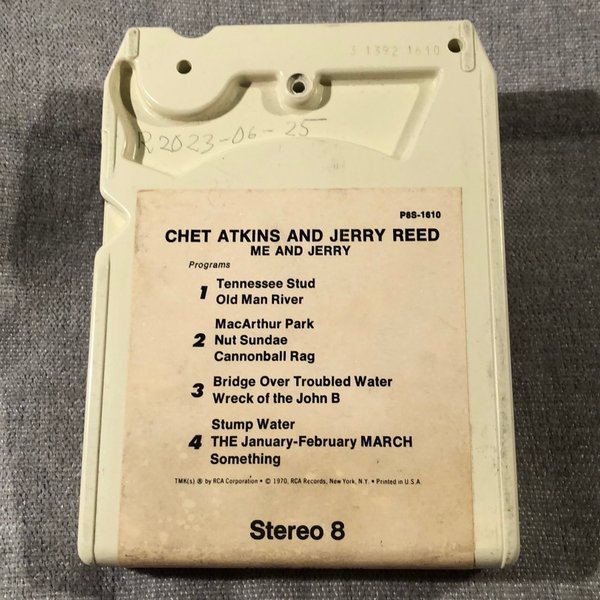 3 1392 1610
R2023-06-25
P8S-1610
CHET ATKINS AND JERRY REED
ME AND JERRY
Programs
1 Tennessee Stud
Old Man River
2 MacArthur Park
Nut Sundae
Cannonball Rag
3 Bridge Over Troubled Water
Wreck of the John B
4 Stump Water
THE January-February MARCH
Something
TMK(s) ® by RCA Corporation • © 1970, RCA Records, New York, N.Y. • Printed in U.S.A.
Stereo 8